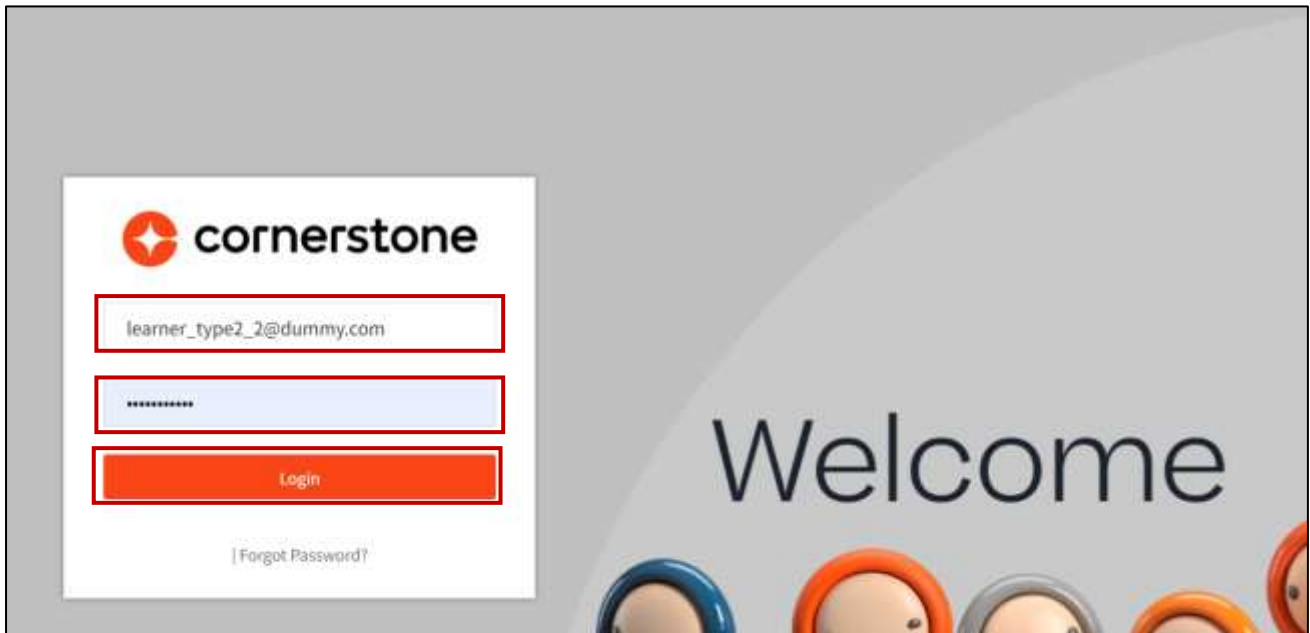 cornerstone
learner_type2_2@dummy.com
•••••••••••
Login
| Forgot Password?
Welcome